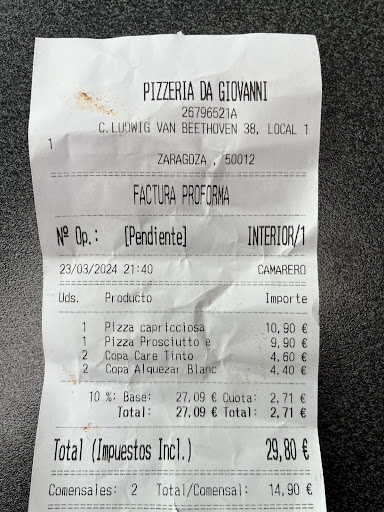 PIZZERIA DA GIOVANNI
26796521A
C.LUDWIG VAN BEETHOVEN 38, LOCAL 1
1
ZARAGOZA , 50012
FACTURA PROFORMA
Nº Op.: [Pendiente] INTERIOR/1
23/03/2024 21:40 CAMARERO
Uds. Producto Importe
1 Pizza capricciosa 10,90 €
1 Pizza Prosciutto e 9,90 €
2 Copa Care Tinto 4,60 €
2 Copa Alquezar Blanc 4,40 €
10 %: Base: 27,09 € Cuota: 2,71 €
Total: 27,09 € Total: 2,71 €
Total (Impuestos Incl.) 29,80 €
Comensales: 2 Total/Comensal: 14,90 €